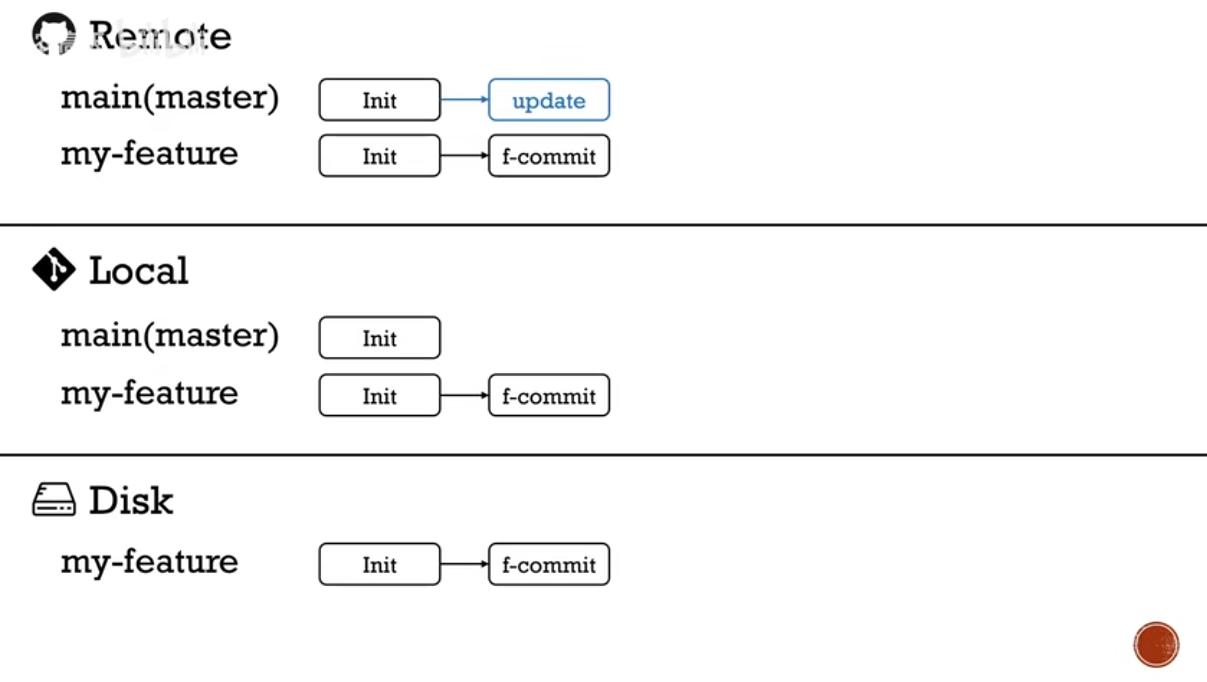 Remote
main(master) Init update
my-feature Init f-commit
Local
main(master) Init
my-feature Init f-commit
Disk
my-feature Init f-commit